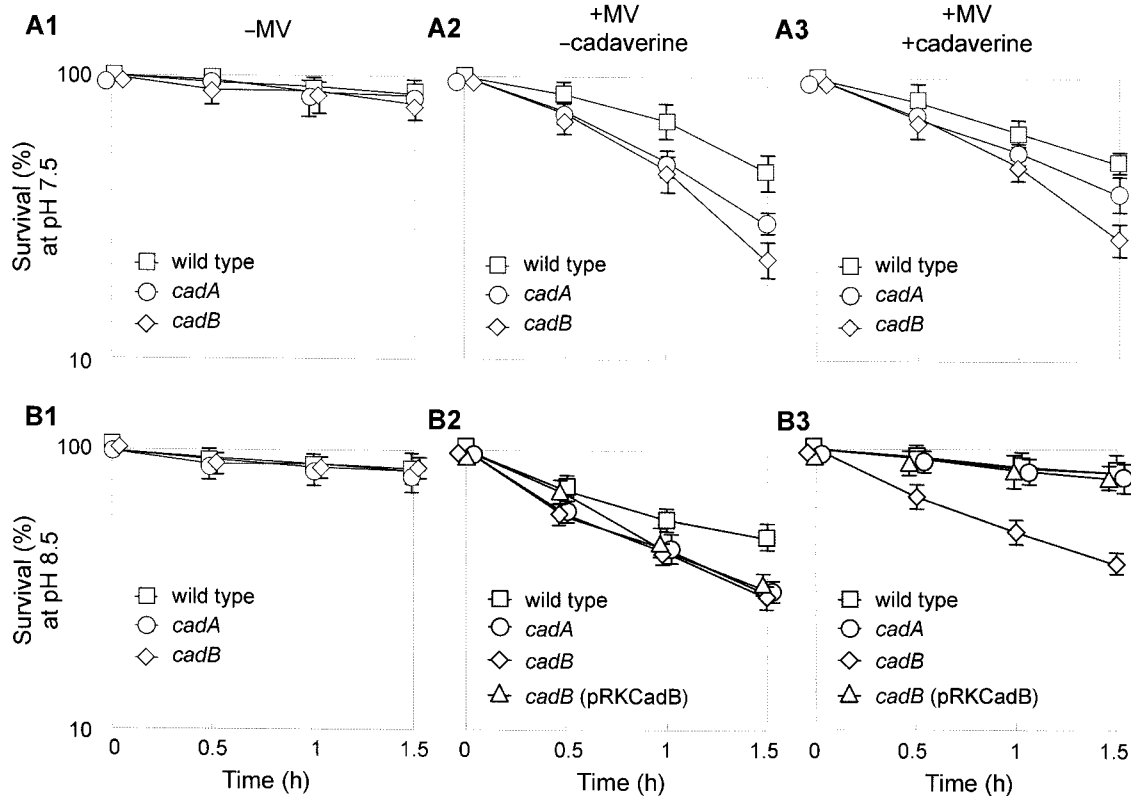 A1
–MV
A2
+MV
–cadaverine
A3
+MV
+cadaverine
Survival (%)
at pH 7.5
100
10
wild type
cadA
cadB
wild type
cadA
cadB
wild type
cadA
cadB
B1
B2
B3
Survival (%)
at pH 8.5
100
10
wild type
cadA
cadB
wild type
cadA
cadB
cadB (pRKCadB)
wild type
cadA
cadB
cadB (pRKCadB)
0 0.5 1 1.5
0 0.5 1 1.5
0 0.5 1 1.5
Time (h)
Time (h)
Time (h)